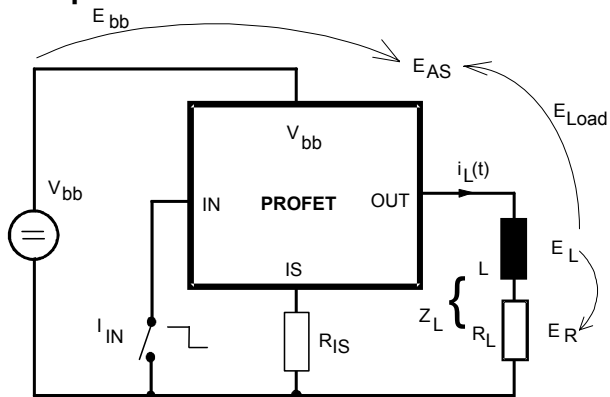 E bb
E AS
E Load
V bb
V bb
i L (t)
IN
PROFET
OUT
IS
L
E L
Z L
{
I IN
R IS
R L
E R